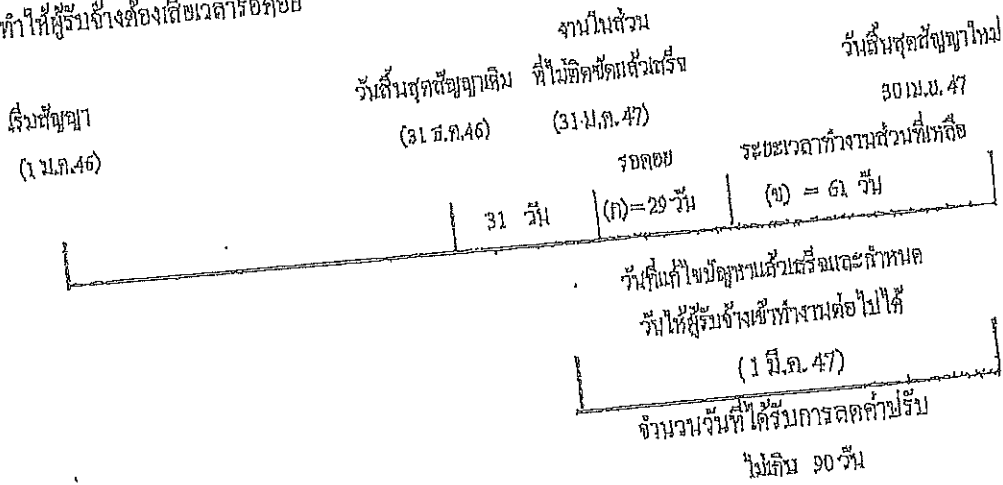 ทำให้ผู้รับจ้างต้องเสียเวลารอคอย
งานในส่วน
วันสิ้นสุดสัญญาเดิม ที่ไม่ติดขัดแล้วเสร็จ วันสิ้นสุดสัญญาใหม่
เริ่มสัญญา (31 ธ.ค.46) (31 ม.ค. 47) 30 เม.ย. 47
(1 ม.ค.46) รอคอย ระยะเวลาทำงานส่วนที่เหลือ
31 วัน (ก)=29 วัน (ข) = 61 วัน
วันที่แก้ไขปัญหาแล้วเสร็จและกำหนด
วันให้ผู้รับจ้างเข้าทำงานต่อไปได้
(1 มี.ค. 47)
จำนวนวันที่ได้รับการลดค่าปรับ
ไม่เกิน 90 วัน